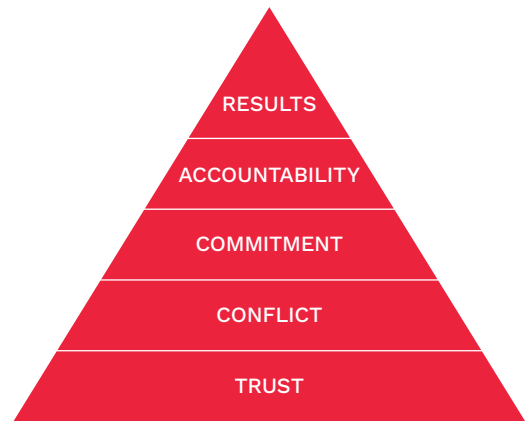 RESULTS
ACCOUNTABILITY
COMMITMENT
CONFLICT
TRUST